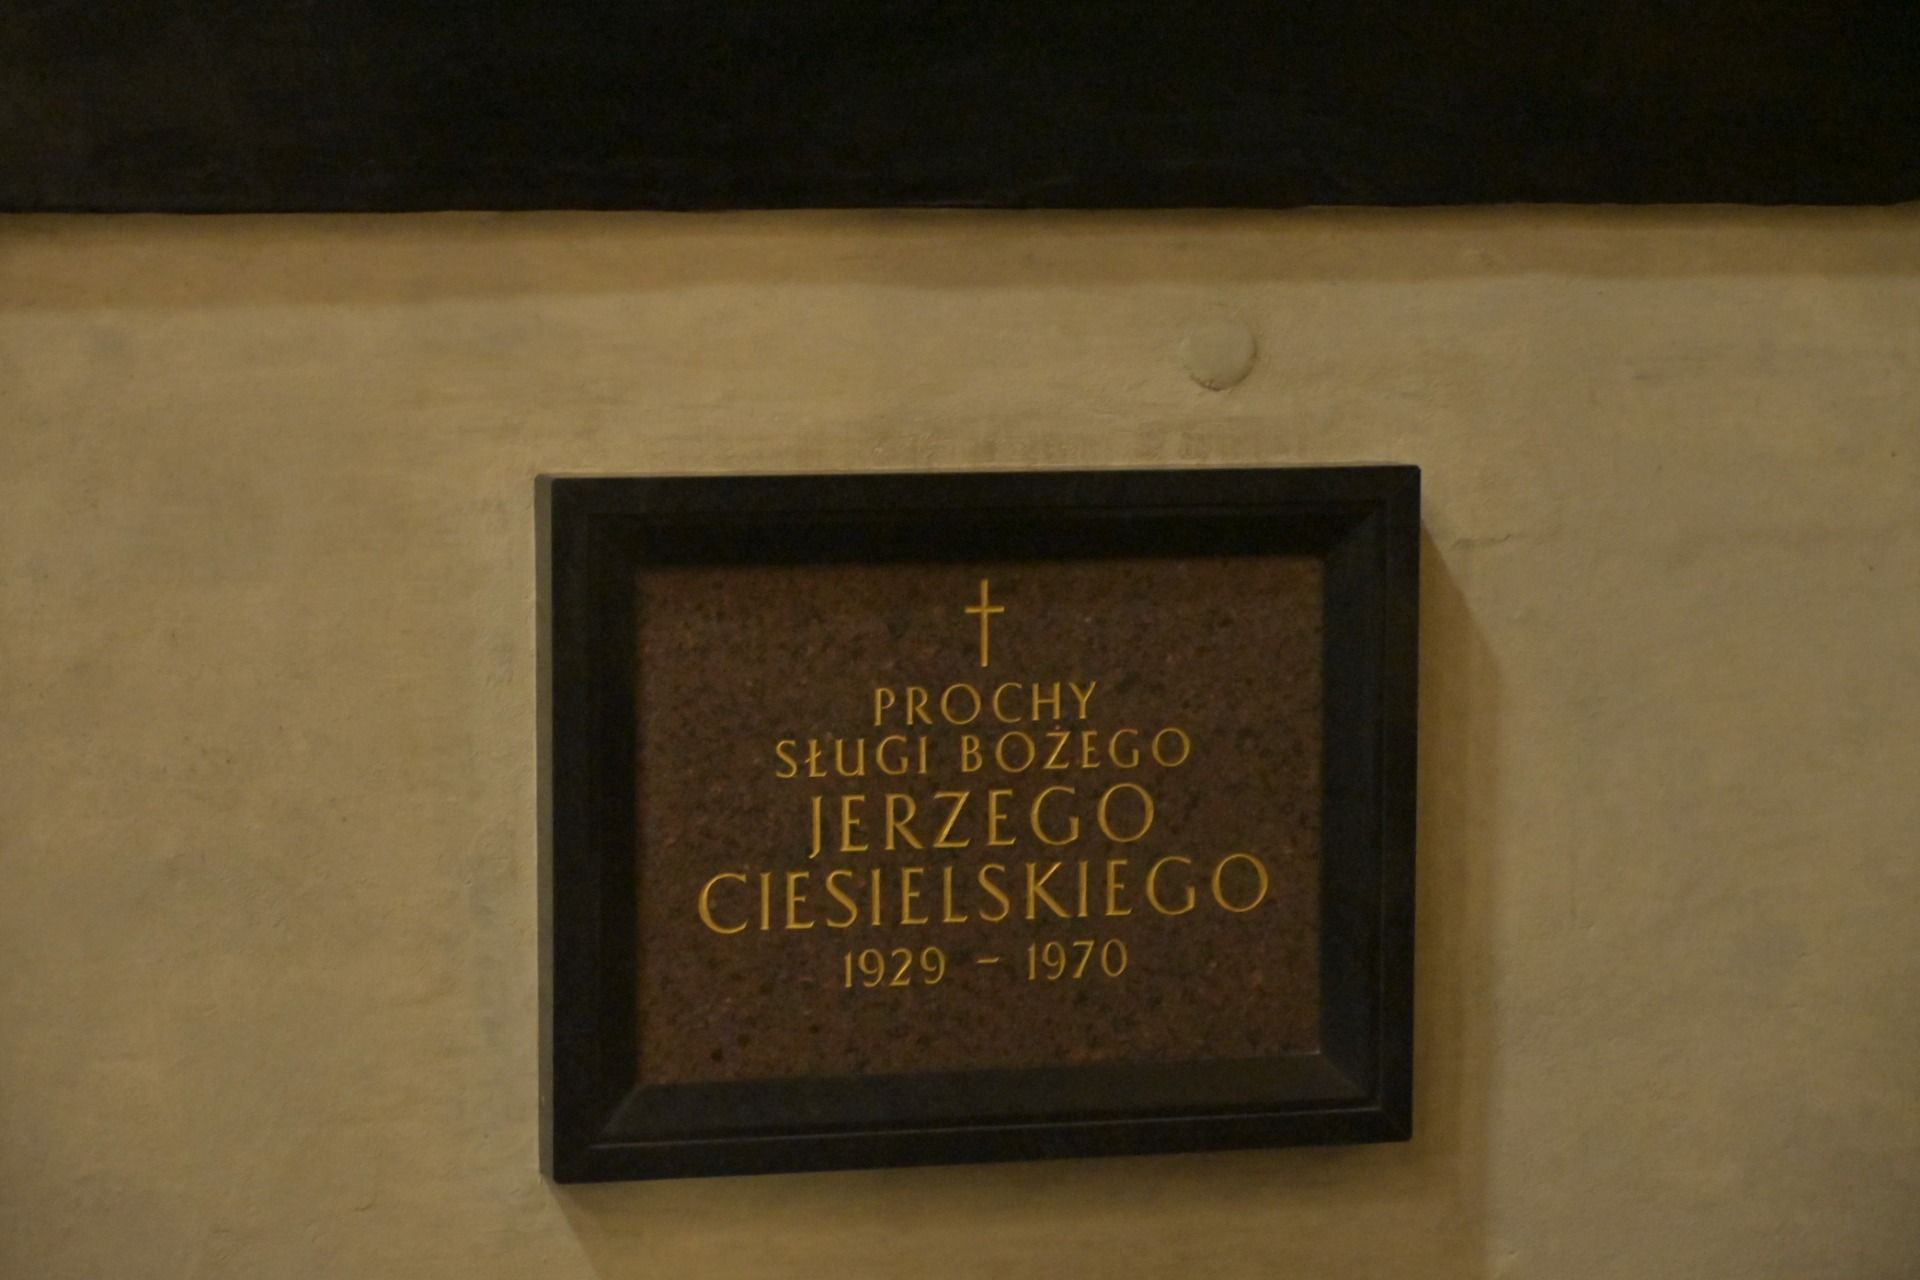 PROCHY
SŁUGI BOŻEGO
JERZEGO
CIESIELSKIEGO
1929 – 1970